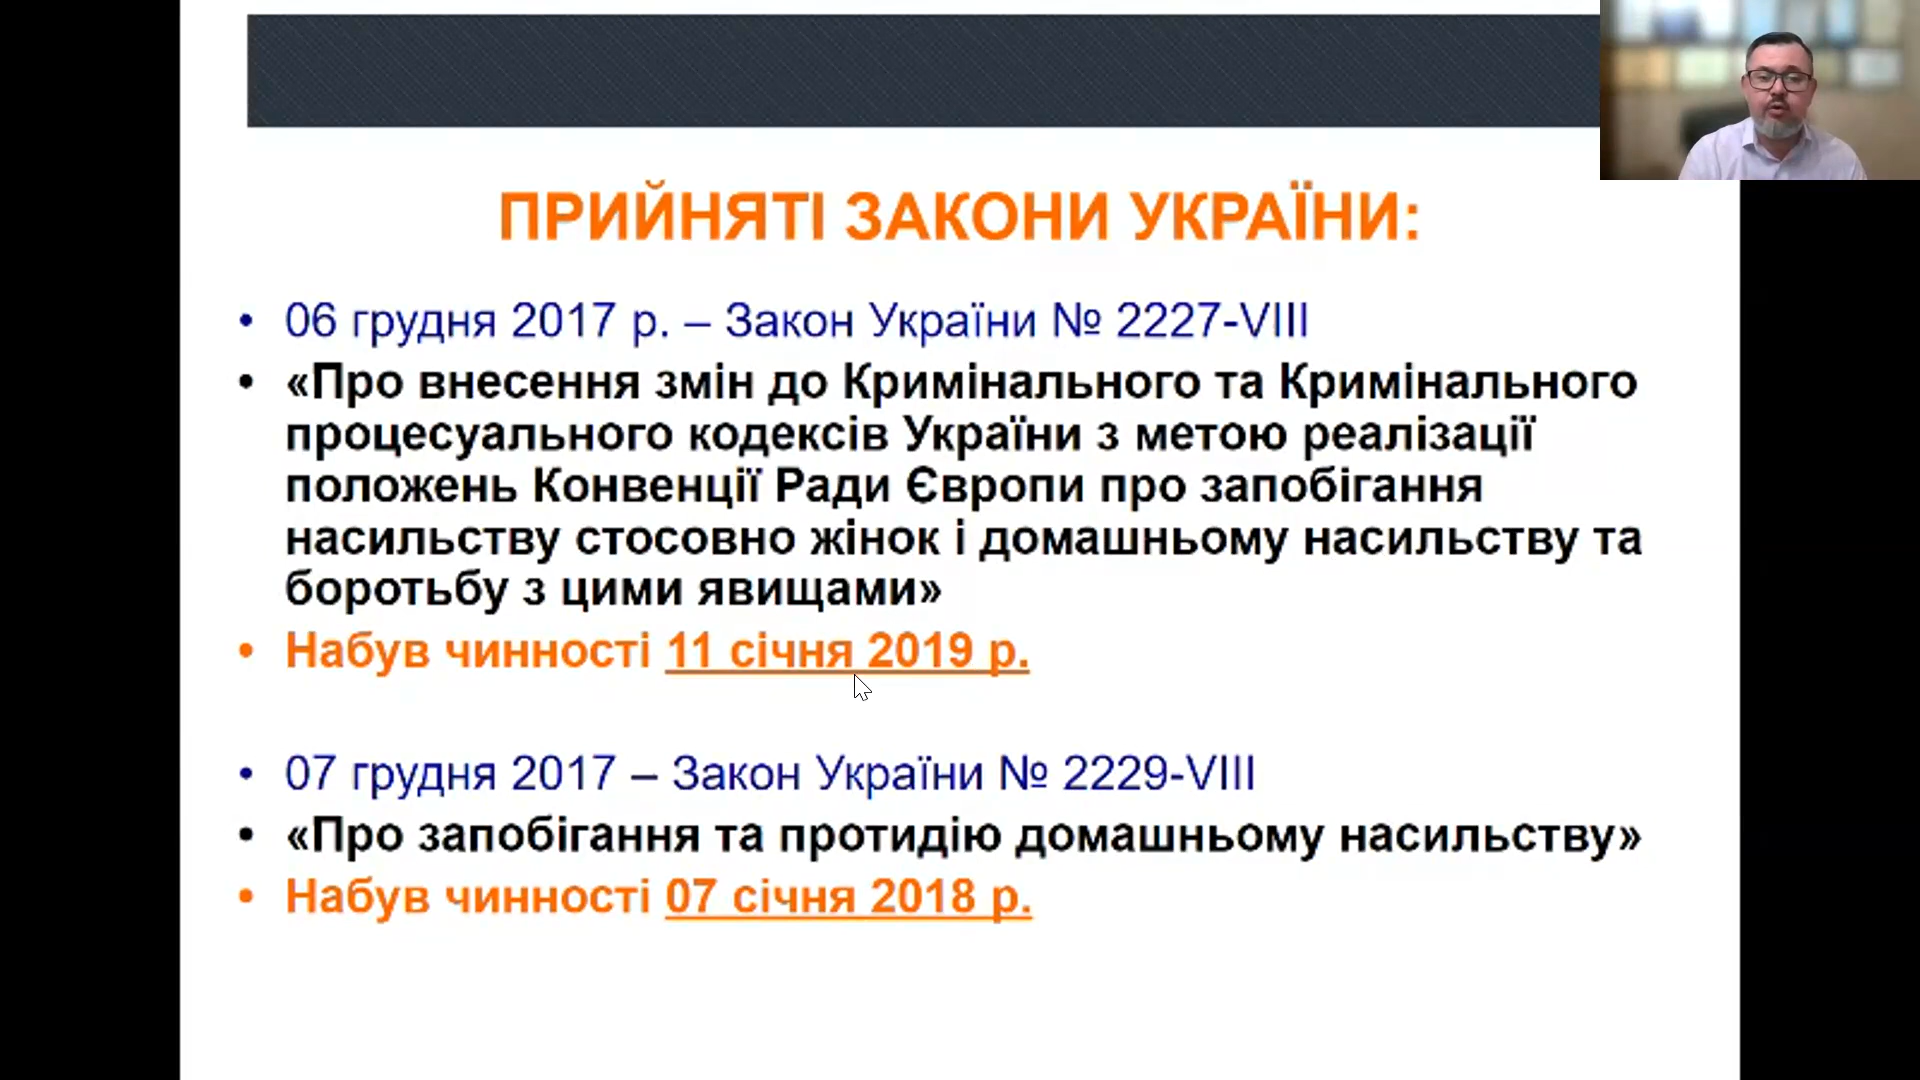 ПРИЙНЯТІ ЗАКОНИ УКРАЇНИ:
• 06 грудня 2017 р. – Закон України № 2227-VIII
• «Про внесення змін до Кримінального та Кримінального
процесуального кодексів України з метою реалізації
положень Конвенції Ради Європи про запобігання
насильству стосовно жінок і домашньому насильству та
боротьбу з цими явищами»
• Набув чинності 11 січня 2019 р.
• 07 грудня 2017 – Закон України № 2229-VIII
• «Про запобігання та протидію домашньому насильству»
• Набув чинності 07 січня 2018 р.